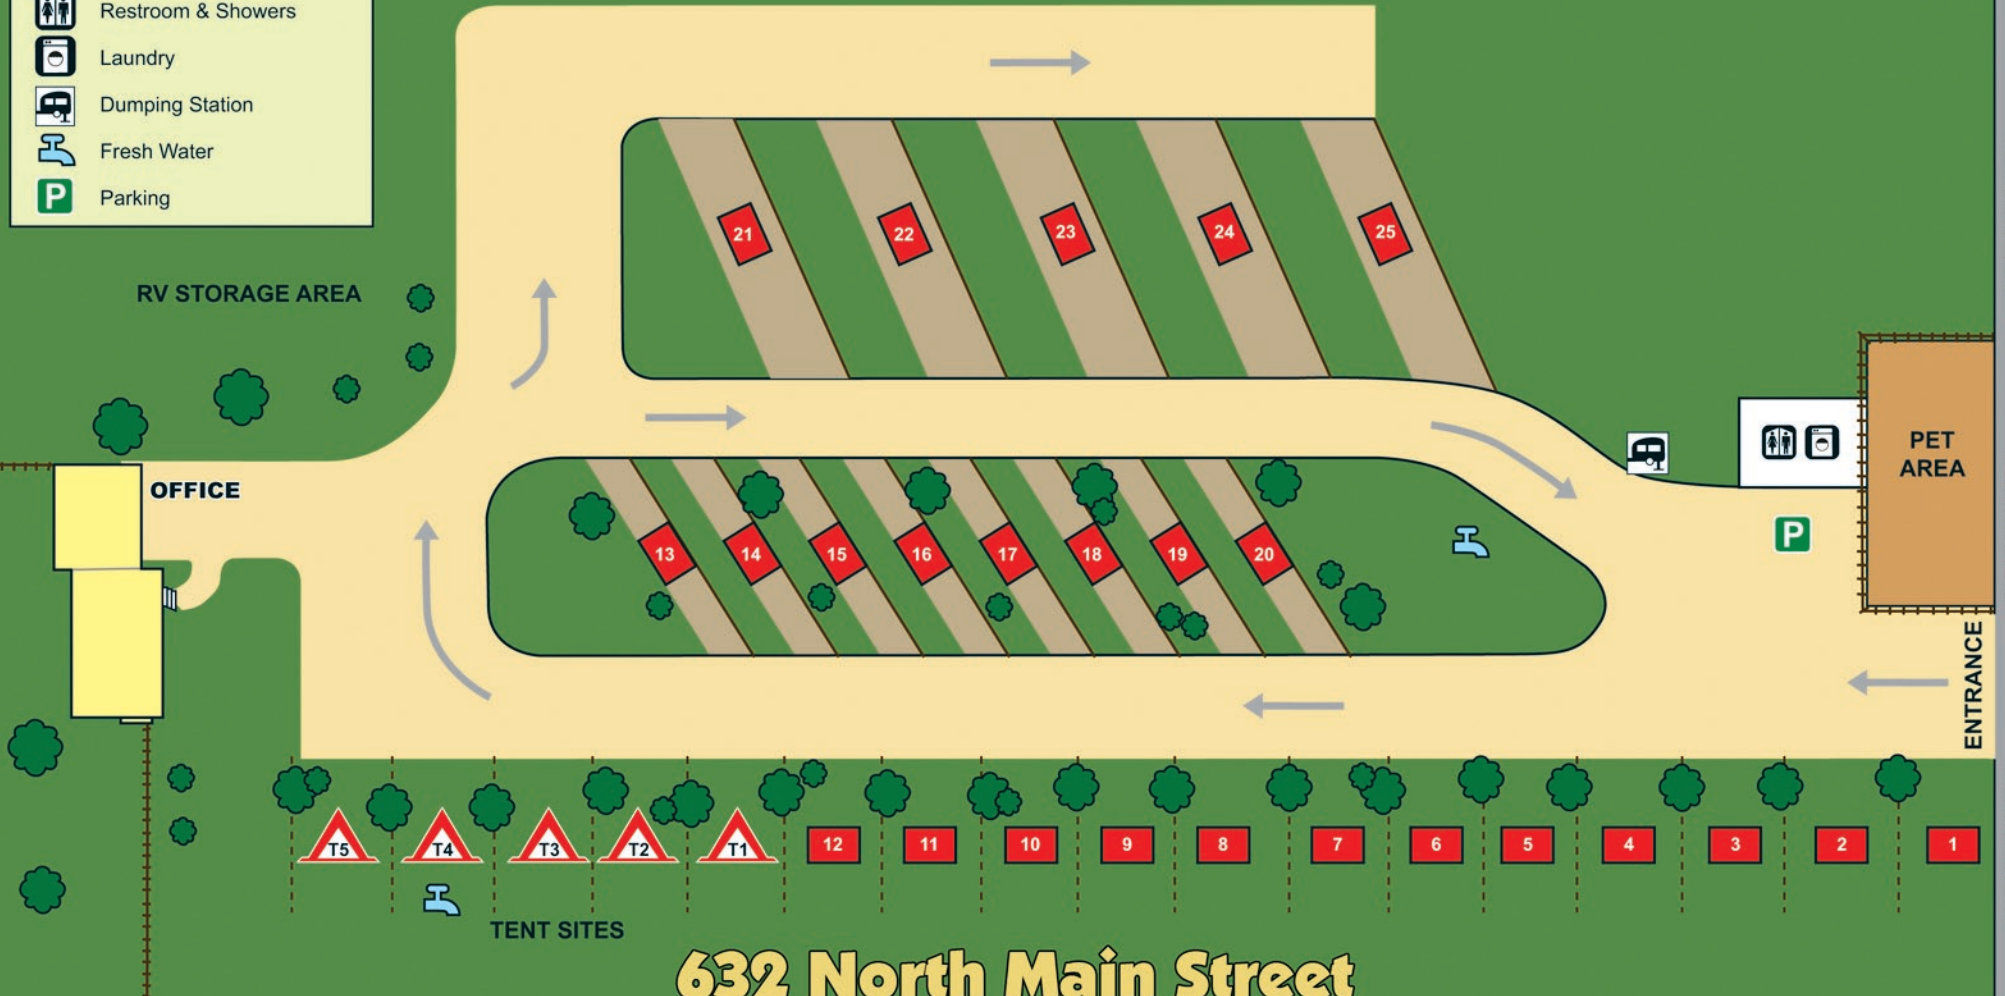 Restroom & Showers
Laundry
Dumping Station
Fresh Water
P Parking
21 22 23 24 25
RV STORAGE AREA
OFFICE
PET
AREA
P
13 14 15 16 17 18 19 20
ENTRANCE
T5 T4 T3 T2 T1 12 11 10 9 8 7 6 5 4 3 2 1
TENT SITES
632 North Main Street